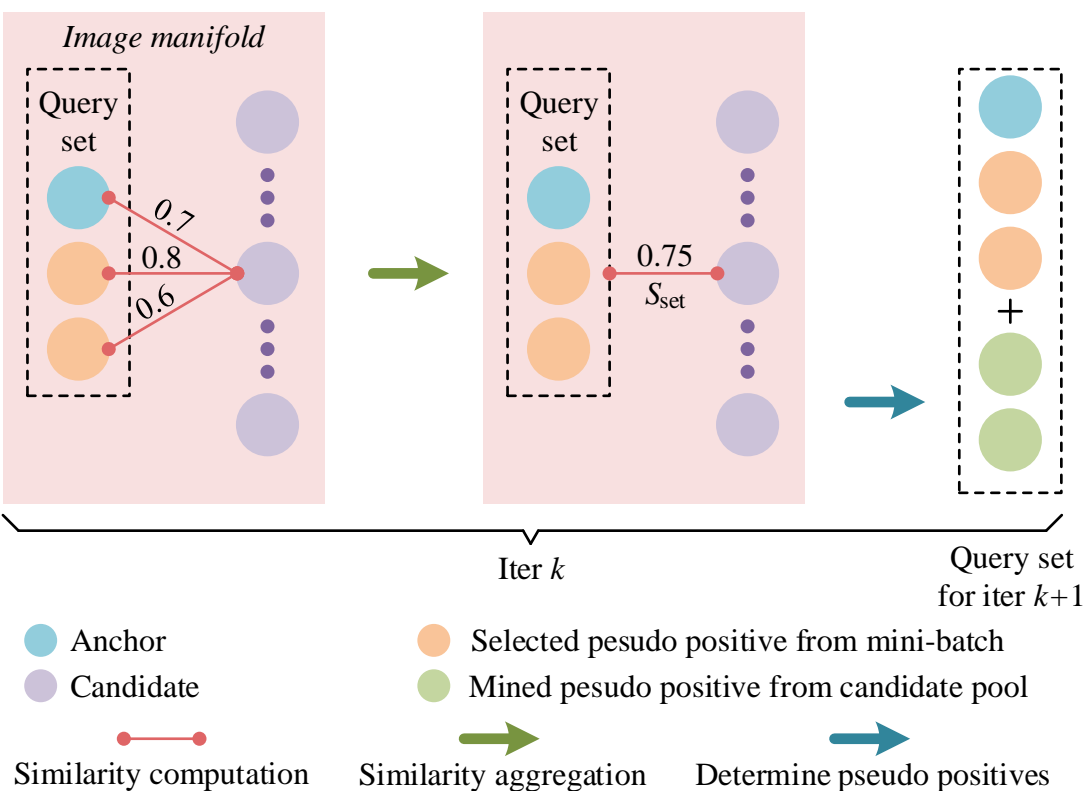 Image manifold
Query
set
0.7
0.8
0.6
Query
set
0.75
Sset
+
Iter k
Query set
for iter k+1
Anchor
Selected pesudo positive from mini-batch
Candidate
Mined pesudo positive from candidate pool
Similarity computation
Similarity aggregation
Determine pseudo positives